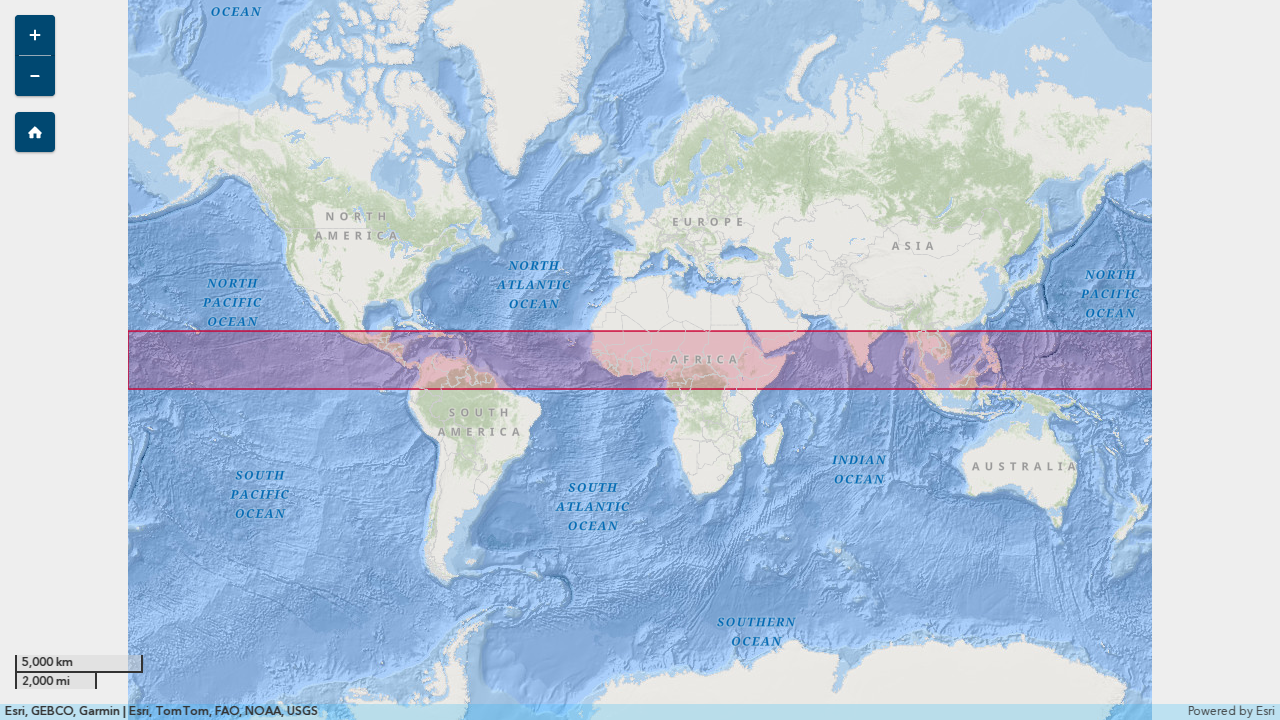 OCEAN
+
−
NORTH
AMERICA
EUROPE
ASIA
NORTH
PACIFIC
OCEAN
NORTH
ATLANTIC
OCEAN
NORTH
PACIFIC
OCEAN
AFRICA
SOUTH
AMERICA
INDIAN
OCEAN
AUSTRALIA
SOUTH
PACIFIC
OCEAN
SOUTH
ATLANTIC
OCEAN
SOUTHERN
OCEAN
5,000 km
2,000 mi
Esri, GEBCO, Garmin | Esri, TomTom, FAO, NOAA, USGS
Powered by Esri